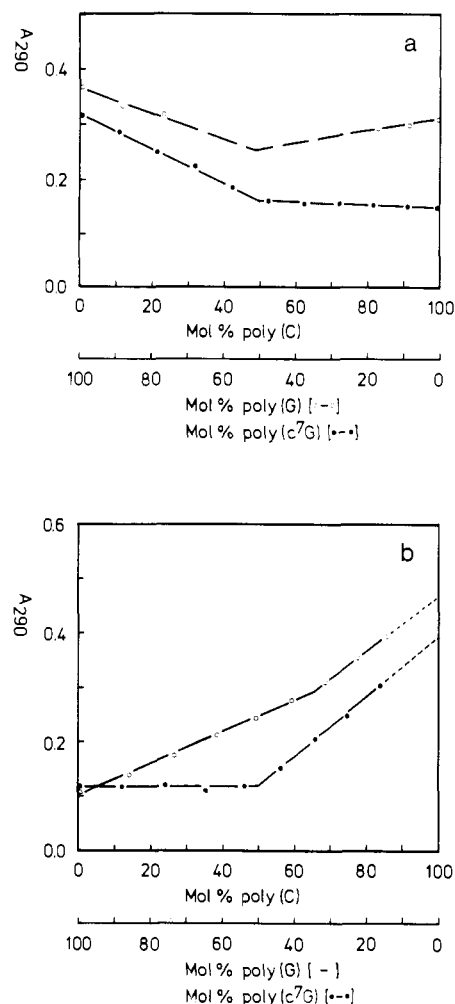 a
A290
0.4
0.2
0.0
0 20 40 60 80 100
Mol % poly (C)
100 80 60 40 20 0
Mol % poly (G) [○-○]
Mol % poly (c⁷G) [•-•]
b
A290
0.6
0.4
0.2
0.0
0 20 40 60 80 100
Mol % poly (C)
100 80 60 40 20 0
Mol % poly (G) [ - ]
Mol % poly (c⁷G) [•-•]